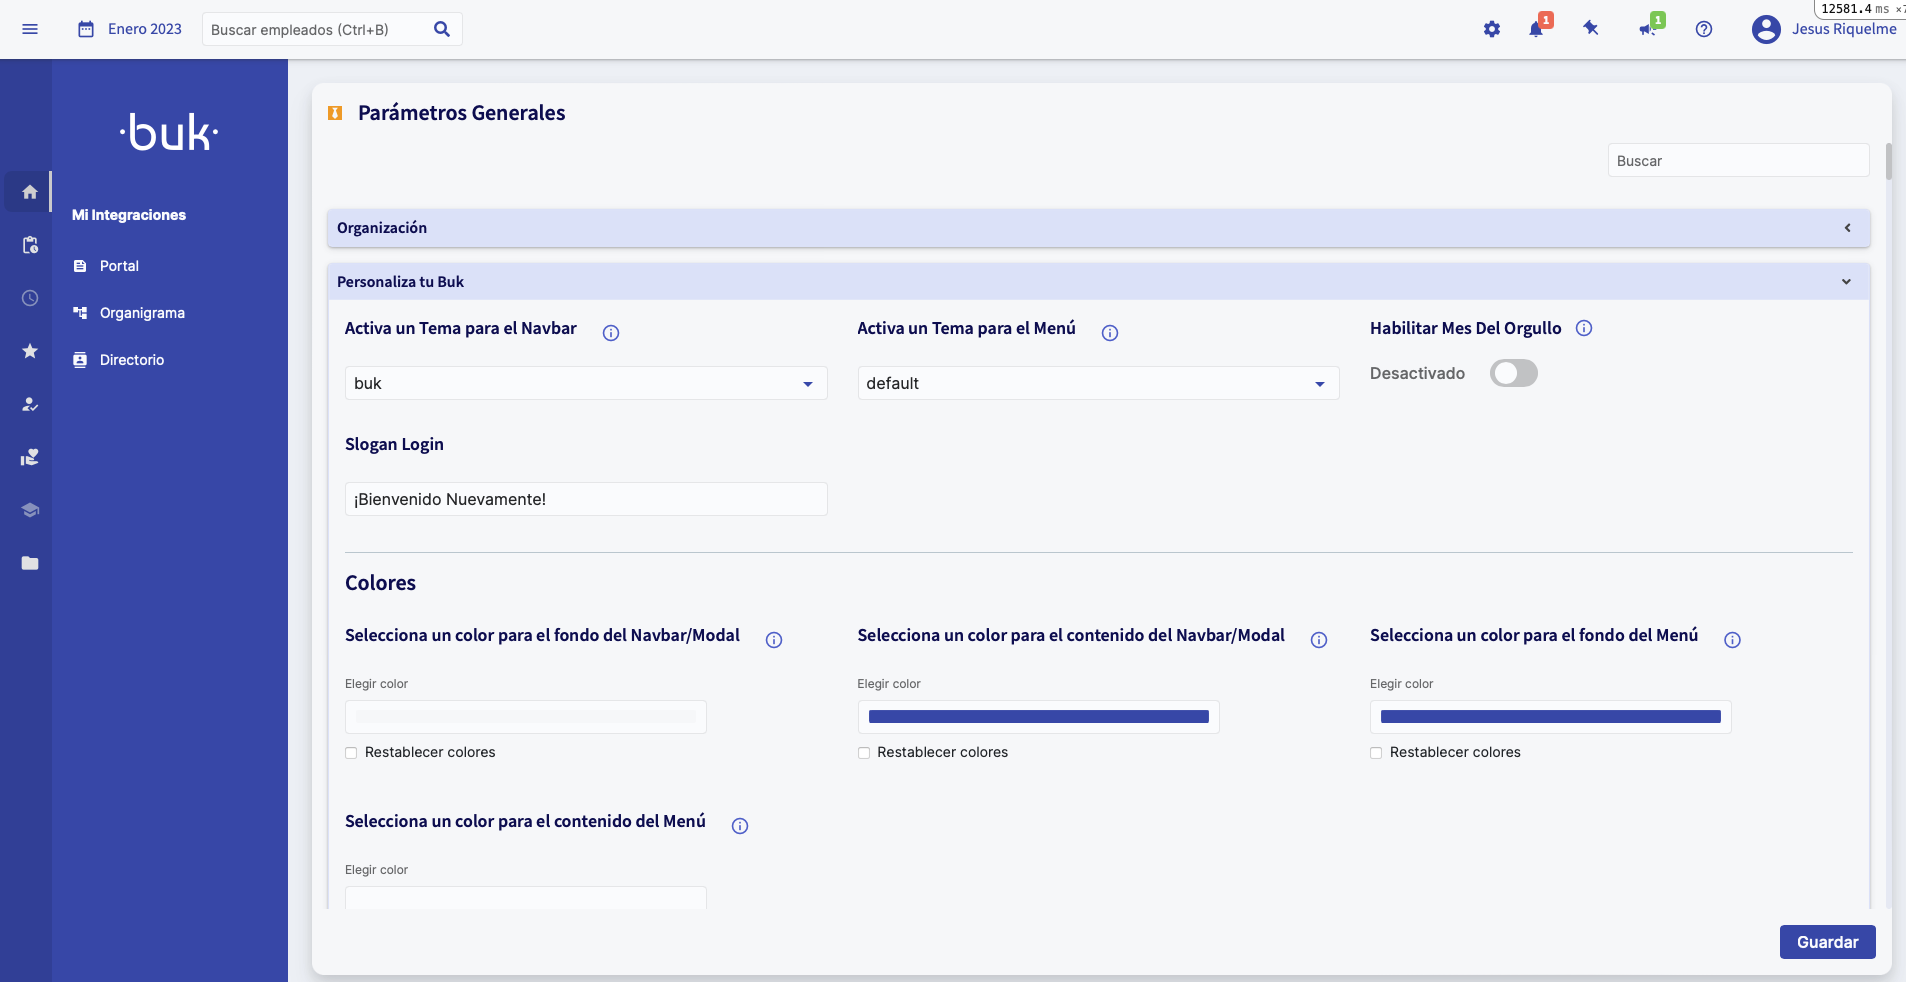 12581.4 ms ×7
Enero 2023
Buscar empleados (Ctrl+B)
1
1
Jesus Riquelme
·buk·
Mi Integraciones
Portal
Organigrama
Directorio
Parámetros Generales
Buscar
Organización
Personaliza tu Buk
Activa un Tema para el Navbar
Activa un Tema para el Menú
Habilitar Mes Del Orgullo
buk
default
Desactivado
Slogan Login
¡Bienvenido Nuevamente!
Colores
Selecciona un color para el fondo del Navbar/Modal
Selecciona un color para el contenido del Navbar/Modal
Selecciona un color para el fondo del Menú
Elegir color
Elegir color
Elegir color
Restablecer colores
Restablecer colores
Restablecer colores
Selecciona un color para el contenido del Menú
Elegir color
Guardar